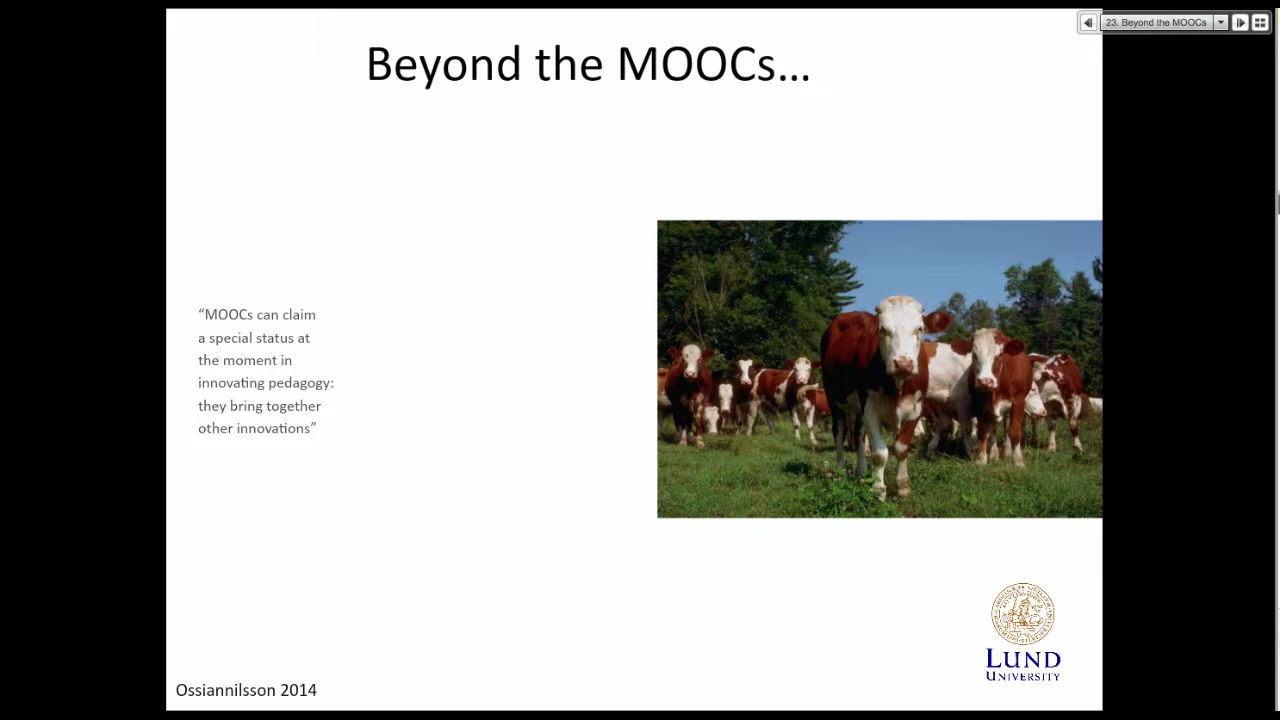 23. Beyond the MOOCs
Beyond the MOOCs...
“MOOCs can claim
a special status at
the moment in
innovating pedagogy:
they bring together
other innovations”
LUND
UNIVERSITY
Ossiannilsson 2014